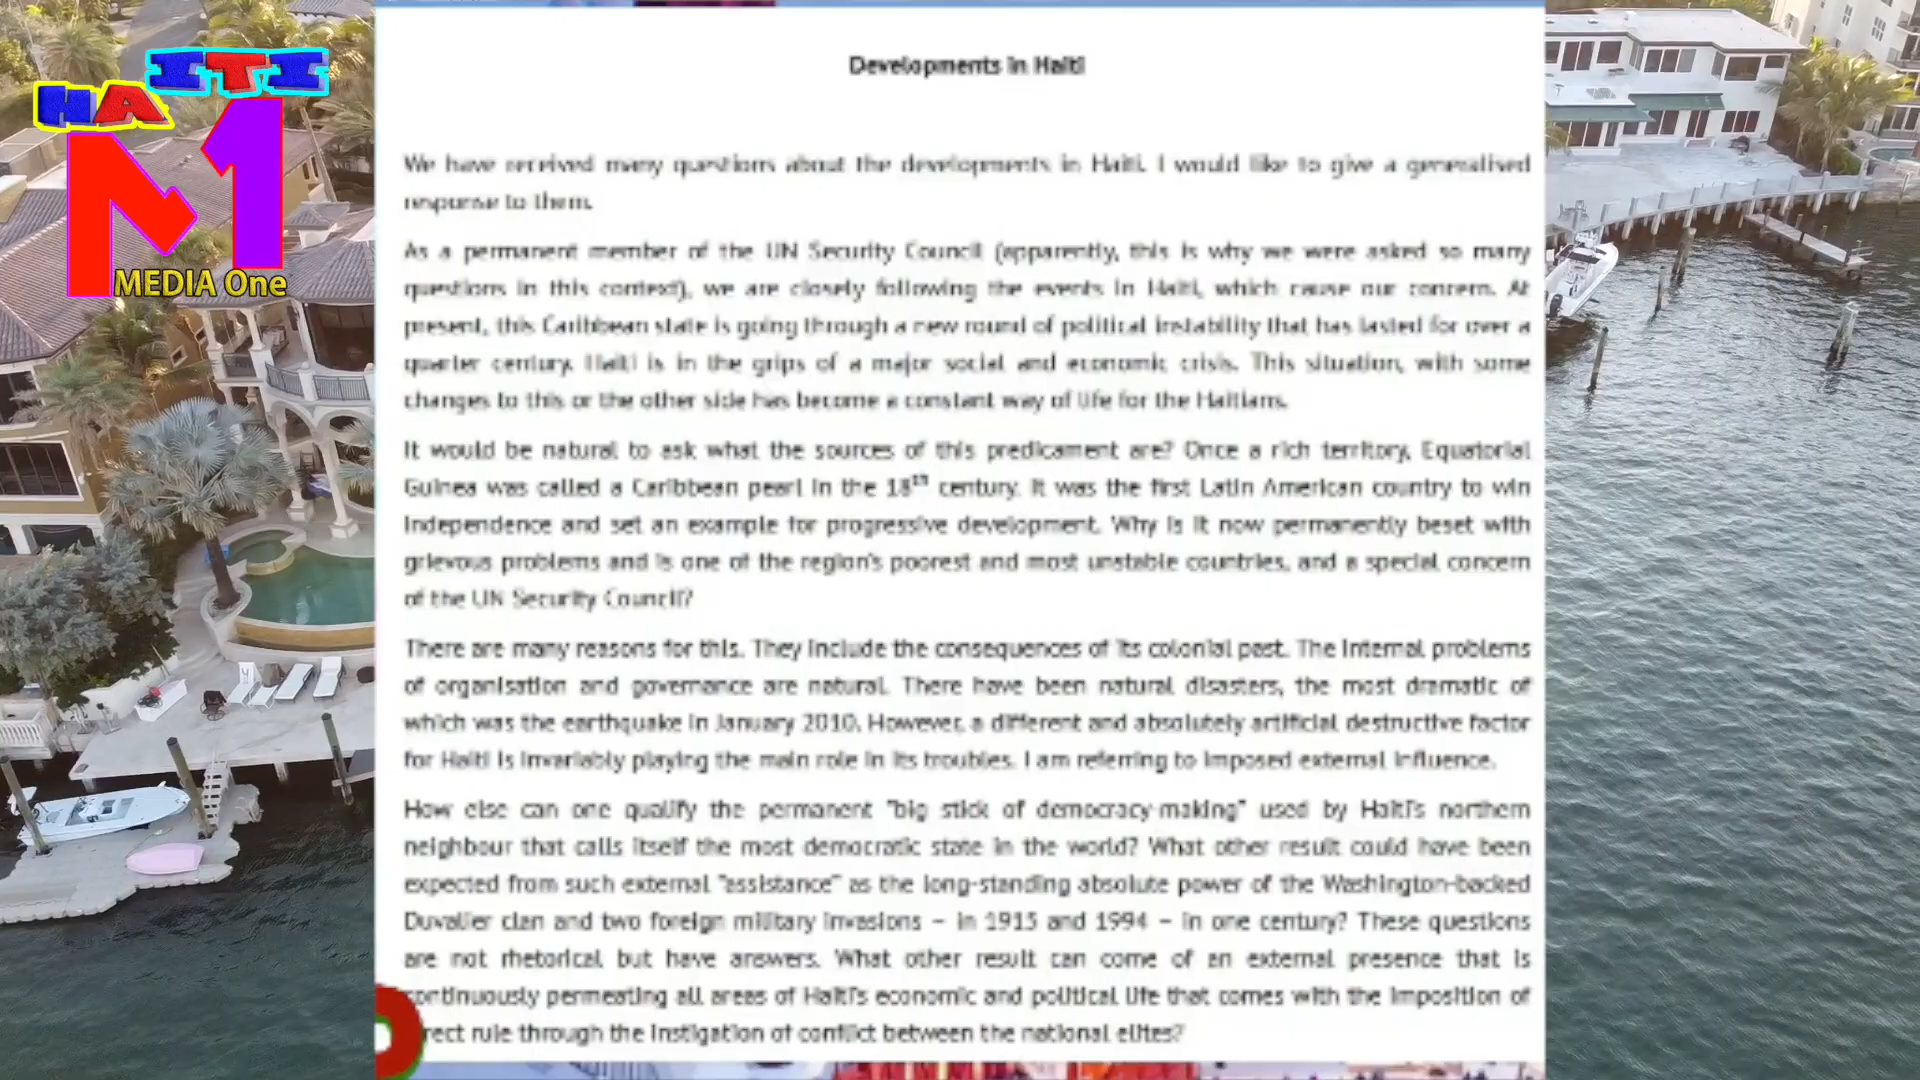 HAITI
M1
MEDIA One
Developments in Haiti
We have received many questions about the developments in Haiti. I would like to give a generalised
response to them.
As a permanent member of the UN Security Council (apparently, this is why we were asked so many
questions in this context), we are closely following the events in Haiti, which cause our concern. At
present, this Caribbean state is going through a new round of political instability that has lasted for over a
quarter century. Haiti is in the grips of a major social and economic crisis. This situation, with some
changes to this or the other side has become a constant way of life for the Haitians.
It would be natural to ask what the sources of this predicament are? Once a rich territory, Equatorial
Guinea was called a Caribbean pearl in the 18th century. It was the first Latin American country to win
independence and set an example for progressive development. Why is it now permanently beset with
grievous problems and is one of the region's poorest and most unstable countries, and a special concern
of the UN Security Council?
There are many reasons for this. They include the consequences of its colonial past. The internal problems
of organisation and governance are natural. There have been natural disasters, the most dramatic of
which was the earthquake in January 2010. However, a different and absolutely artificial destructive factor
for Haiti is invariably playing the main role in its troubles. I am referring to imposed external influence.
How else can one qualify the permanent "big stick of democracy-making" used by Haiti's northern
neighbour that calls itself the most democratic state in the world? What other result could have been
expected from such external "assistance" as the long-standing absolute power of the Washington-backed
Duvalier clan and two foreign military invasions – in 1915 and 1994 – in one century? These questions
are not rhetorical but have answers. What other result can come of an external presence that is
continuously permeating all areas of Haiti's economic and political life that comes with the imposition of
rect rule through the instigation of conflict between the national elites?